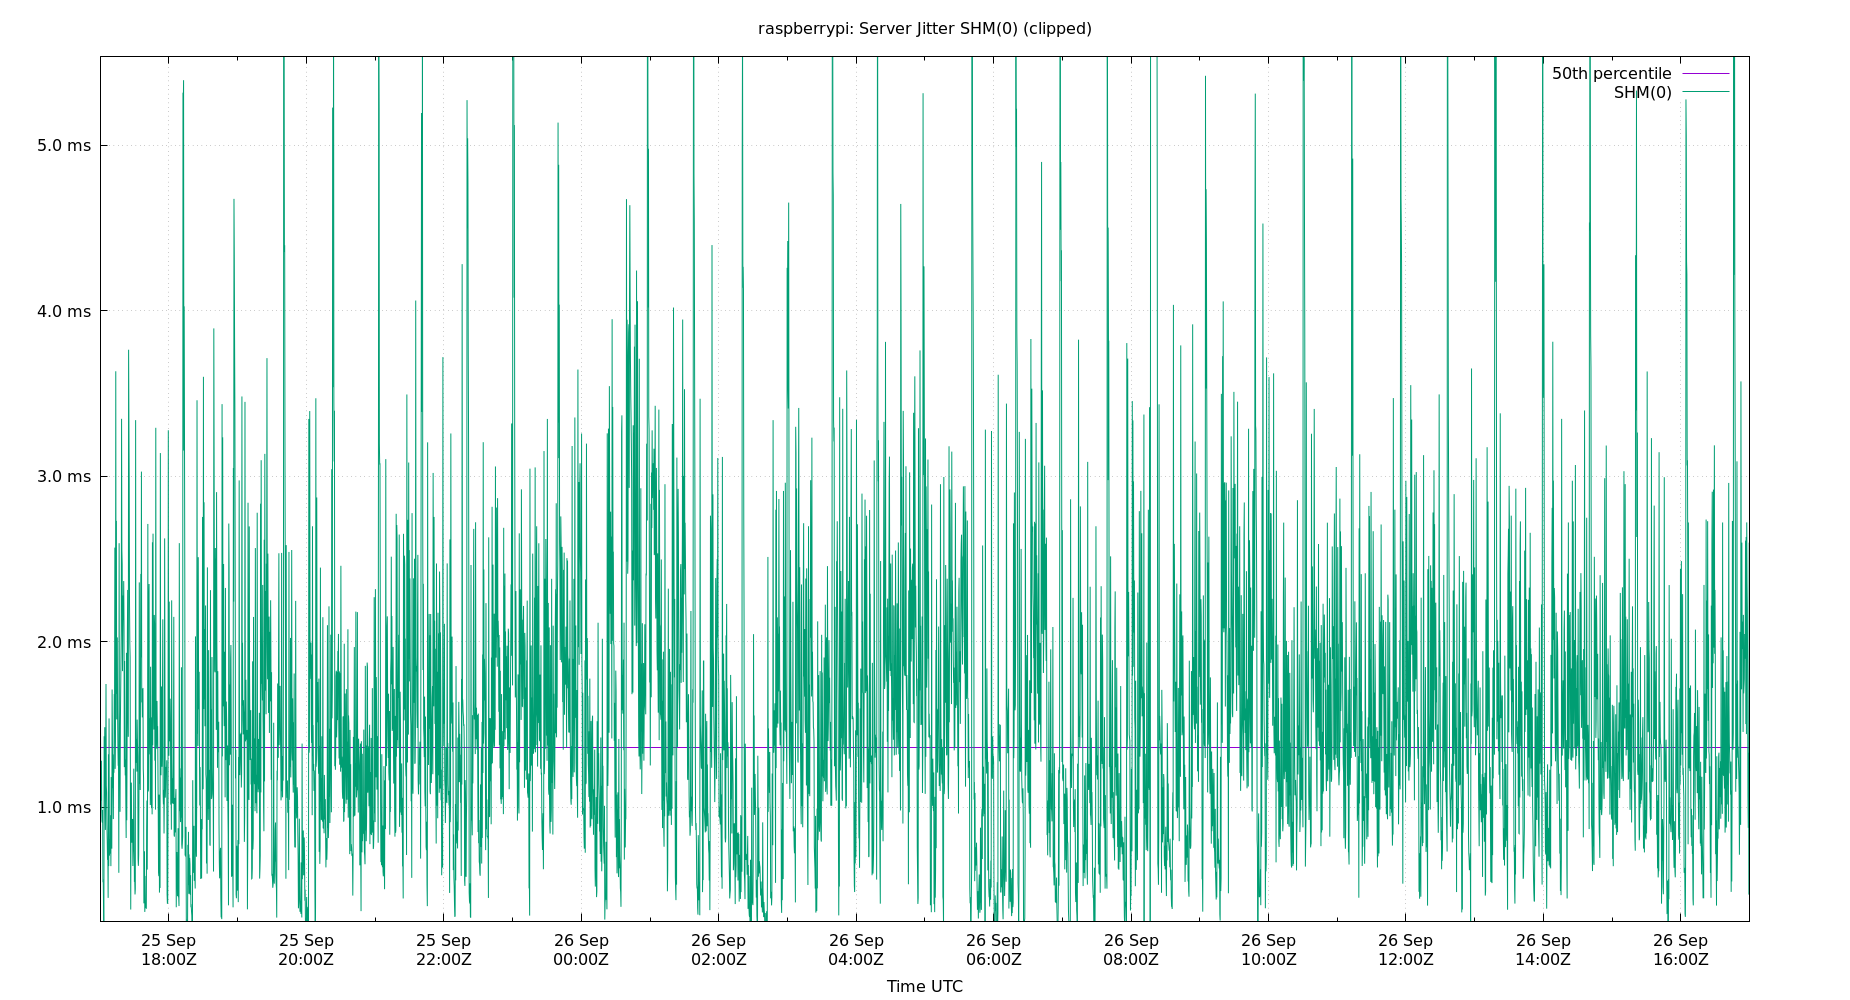 raspberrypi: Server Jitter SHM(0) (clipped)
50th percentile
SHM(0)
5.0 ms
4.0 ms
3.0 ms
2.0 ms
1.0 ms
25 Sep 25 Sep 25 Sep 26 Sep 26 Sep 26 Sep 26 Sep 26 Sep 26 Sep 26 Sep 26 Sep 26 Sep
18:00Z 20:00Z 22:00Z 00:00Z 02:00Z 04:00Z 06:00Z 08:00Z 10:00Z 12:00Z 14:00Z 16:00Z
Time UTC